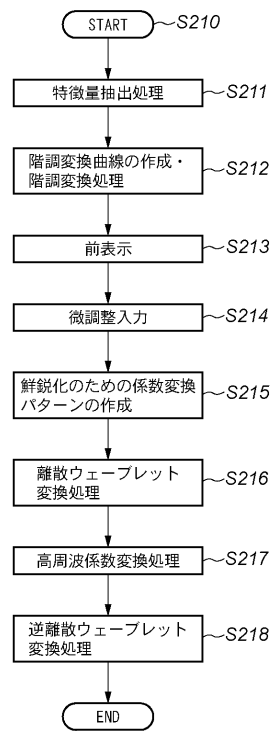 START
S210
特徴量抽出処理
S211
階調変換曲線の作成・
階調変換処理
S212
前表示
S213
微調整入力
S214
鮮鋭化のための係数変換
パターンの作成
S215
離散ウェーブレット
変換処理
S216
高周波係数変換処理
S217
逆離散ウェーブレット
変換処理
S218
END